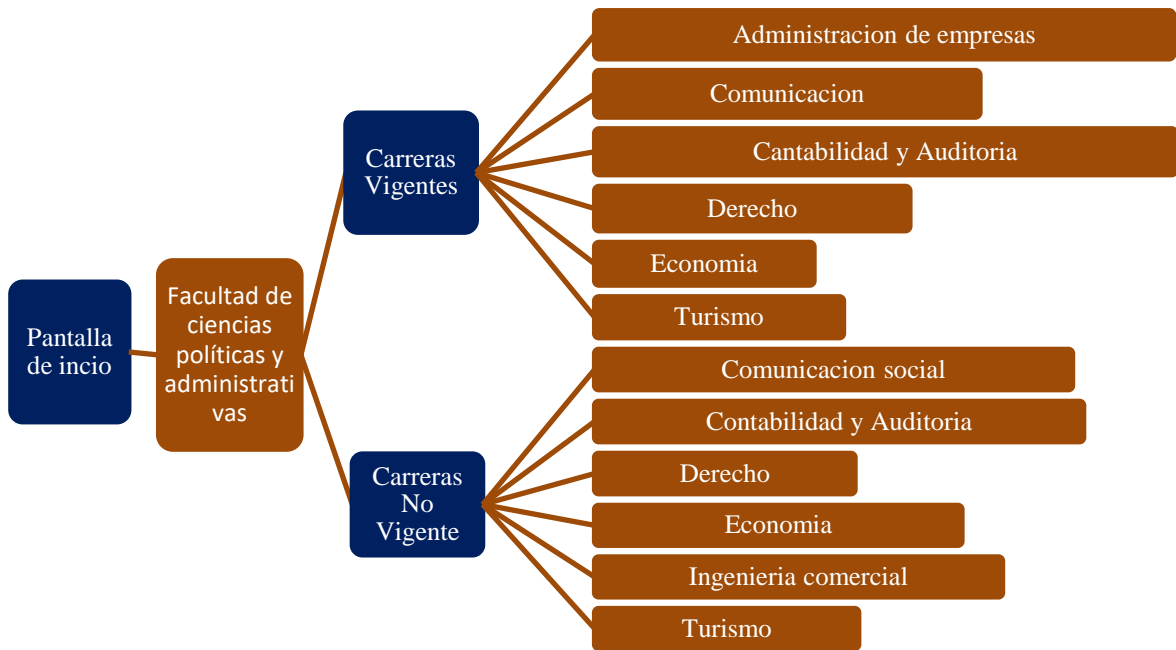 Pantalla
de incio
Facultad de
ciencias
políticas y
administrati
vas
Carreras
Vigentes
Administracion de empresas
Comunicacion
Cantabilidad y Auditoria
Derecho
Economia
Turismo
Carreras
No
Vigente
Comunicacion social
Contabilidad y Auditoria
Derecho
Economia
Ingenieria comercial
Turismo